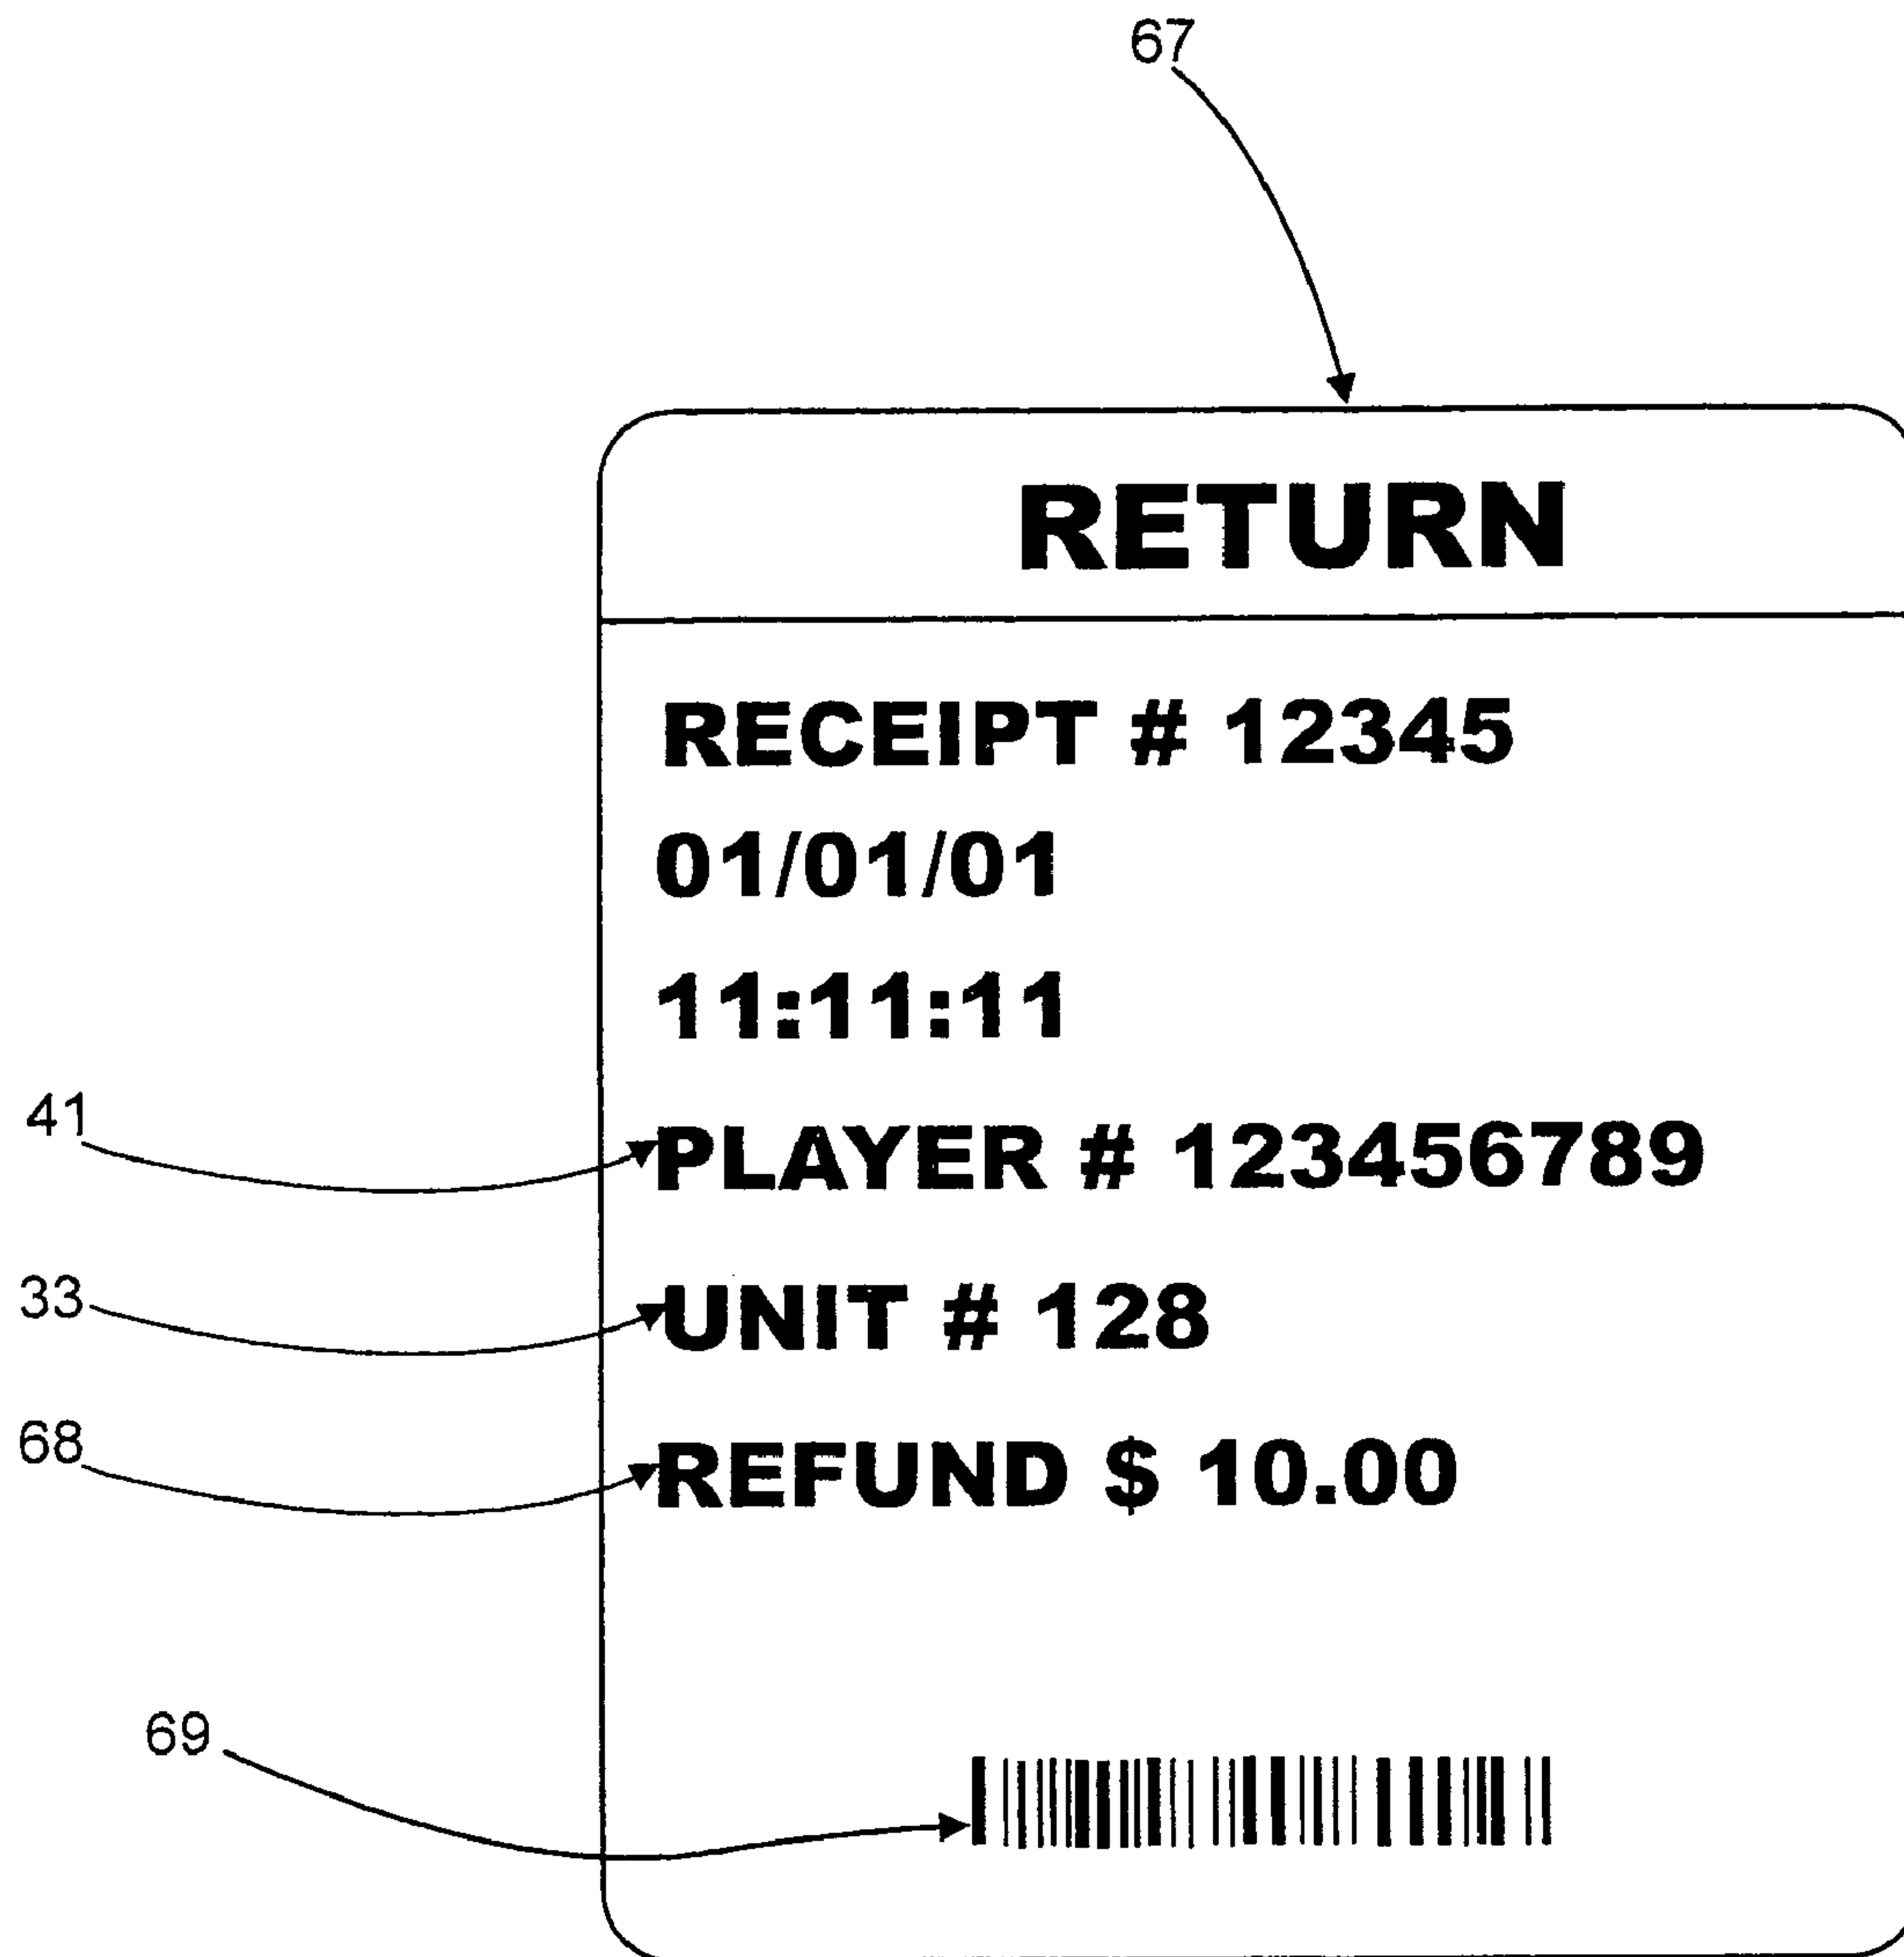 67
RETURN
RECEIPT # 12345
01/01/01
11:11:11
41
PLAYER # 123456789
33
UNIT # 128
68
REFUND $ 10.00
69